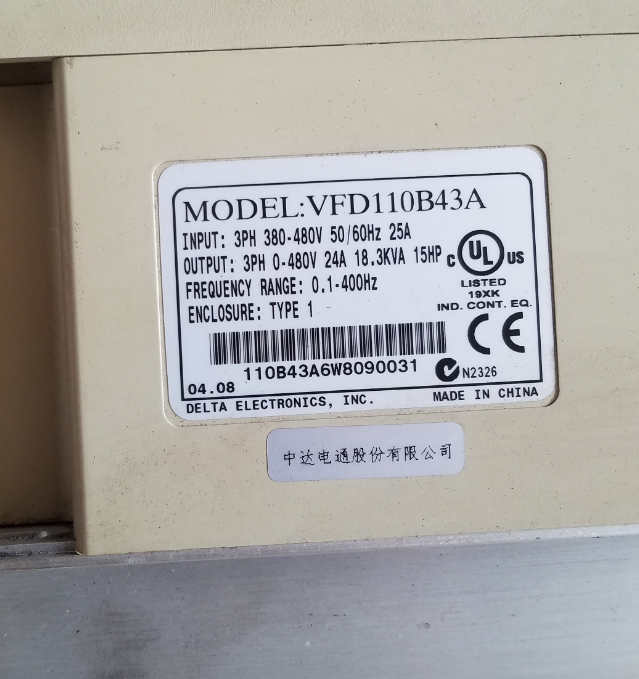 MODEL:VFD110B43A
INPUT: 3PH 380-480V 50/60Hz 25A
OUTPUT: 3PH 0-480V 24A 18.3KVA 15HP
FREQUENCY RANGE: 0.1-400Hz
ENCLOSURE: TYPE 1
C UL US
LISTED
19XK
IND. CONT. EQ.
CE
110B43A6W8090031
N2326
04.08
DELTA ELECTRONICS, INC.
MADE IN CHINA
中达电通股份有限公司